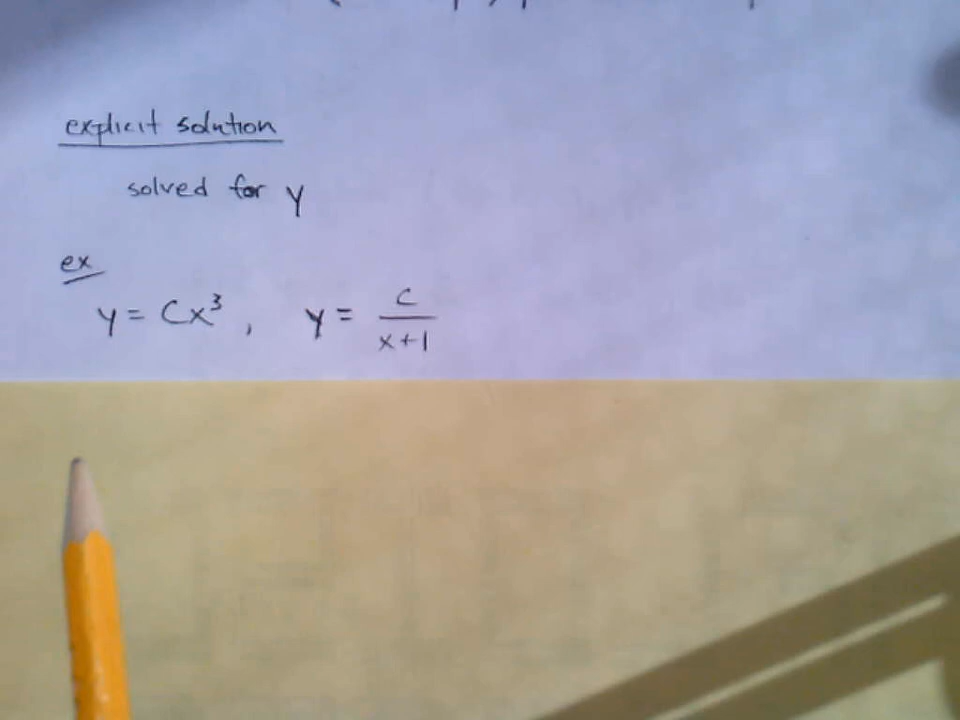 explicit solution
solved for y
ex
y = Cx³, y = C/(x+1)